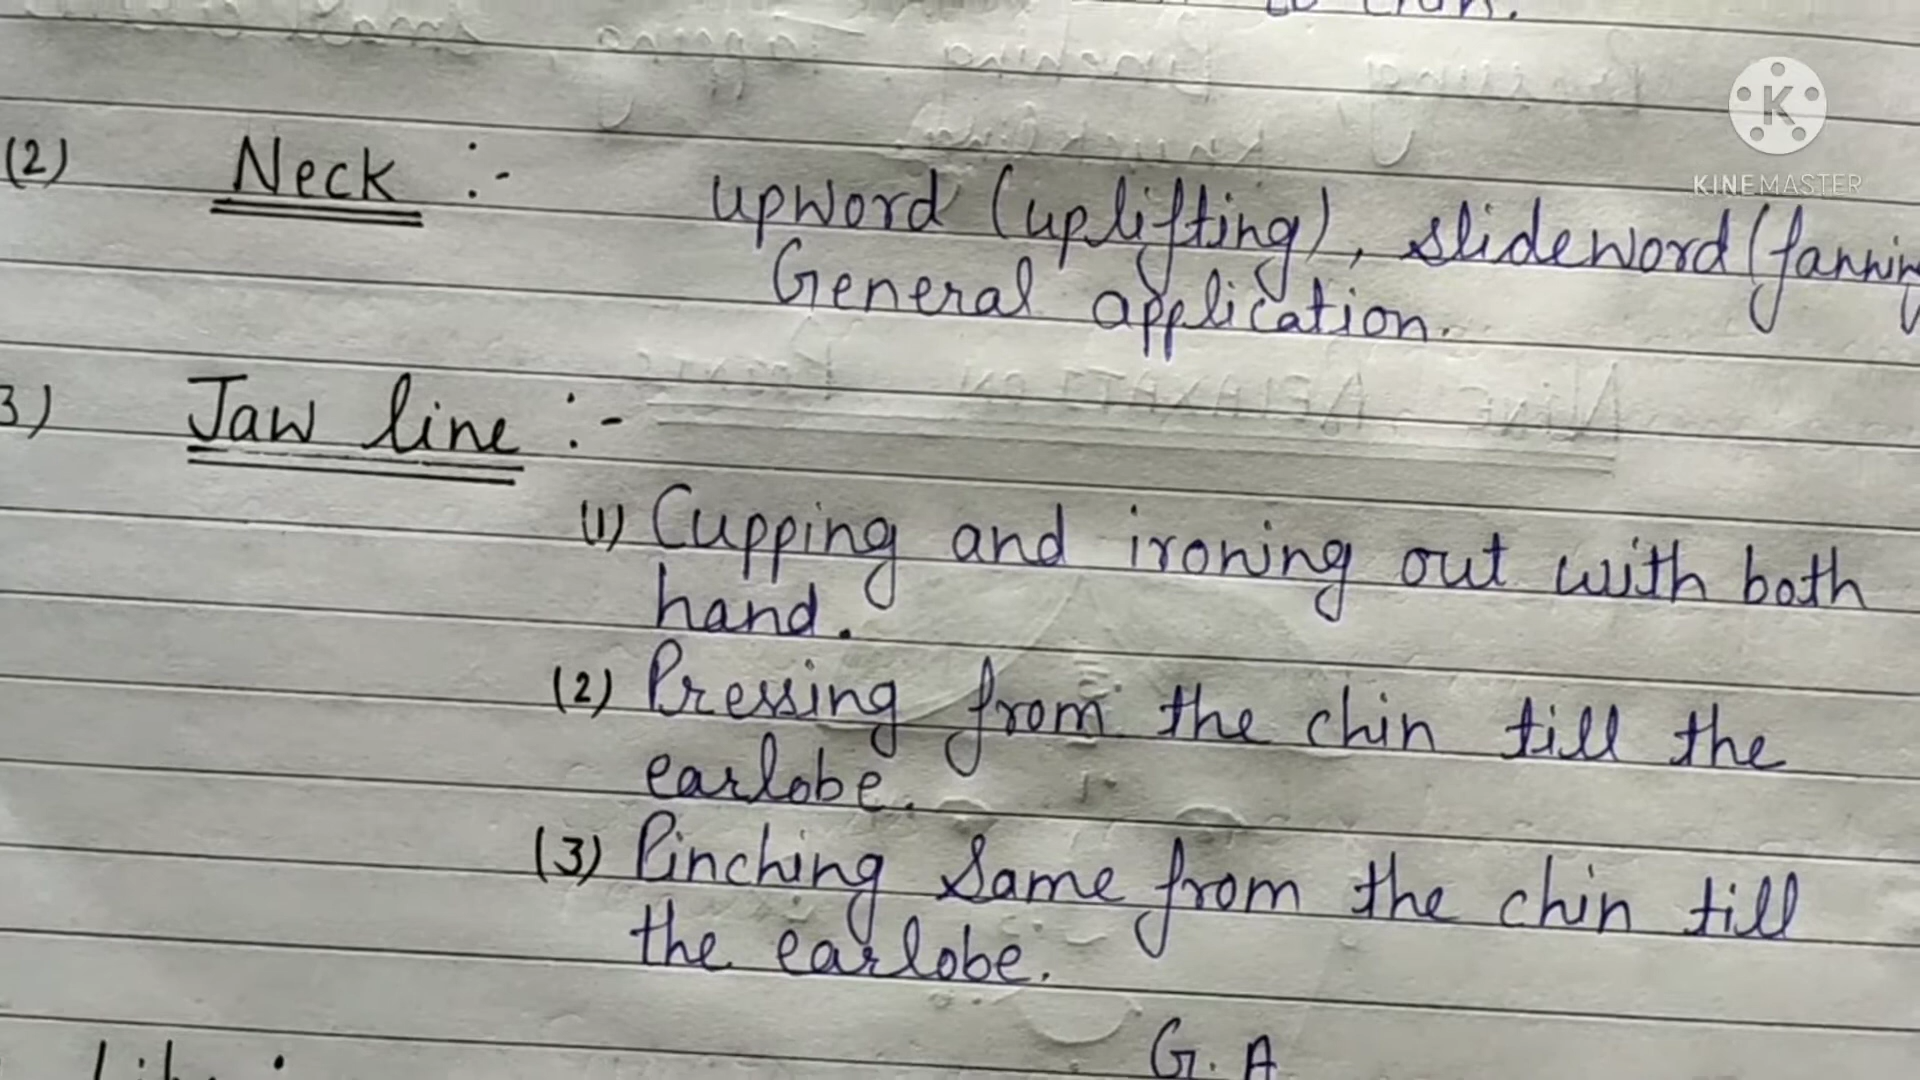 (2) Neck :-
upword (uplifting), slideword (fanning
General application.
3) Jaw line :-
(1) Cupping and ironing out with both
hand.
(2) Pressing from the chin till the
earlobe.
(3) Pinching Same from the chin till
the earlobe.
G. A
KINEMASTER